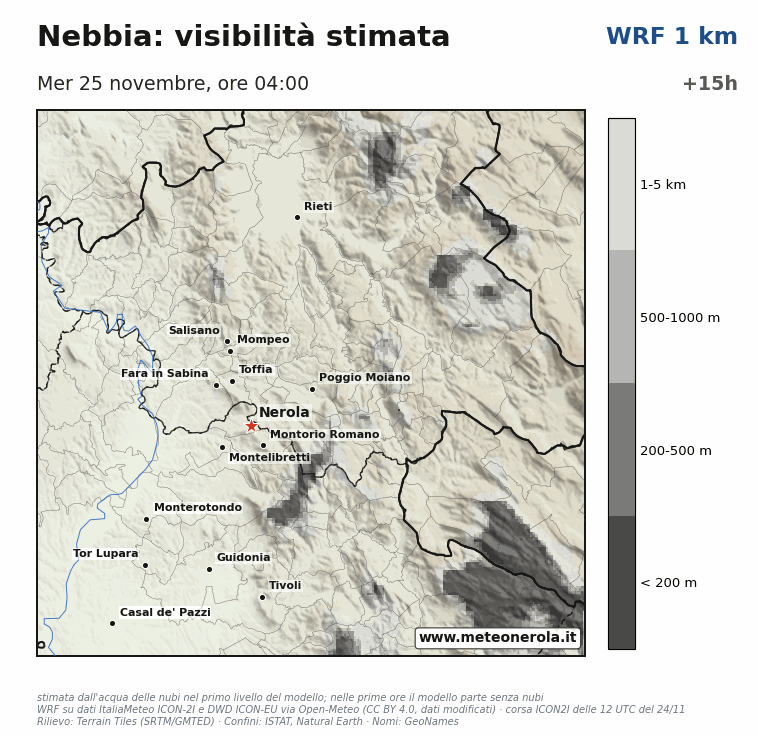 Nebbia: visibilità stimata
WRF 1 km
Mer 25 novembre, ore 04:00
+15h
Rieti
Salisano
Mompeo
Fara in Sabina
Toffia
Poggio Moiano
Nerola
Montorio Romano
Montelibretti
Monterotondo
Tor Lupara
Guidonia
Tivoli
Casal de' Pazzi
www.meteonerola.it
1-5 km
500-1000 m
200-500 m
< 200 m
stimata dall'acqua delle nubi nel primo livello del modello; nelle prime ore il modello parte senza nubi
WRF su dati ItaliaMeteo ICON-2I e DWD ICON-EU via Open-Meteo (CC BY 4.0, dati modificati) · corsa ICON2I delle 12 UTC del 24/11
Rilievo: Terrain Tiles (SRTM/GMTED) · Confini: ISTAT, Natural Earth · Nomi: GeoNames